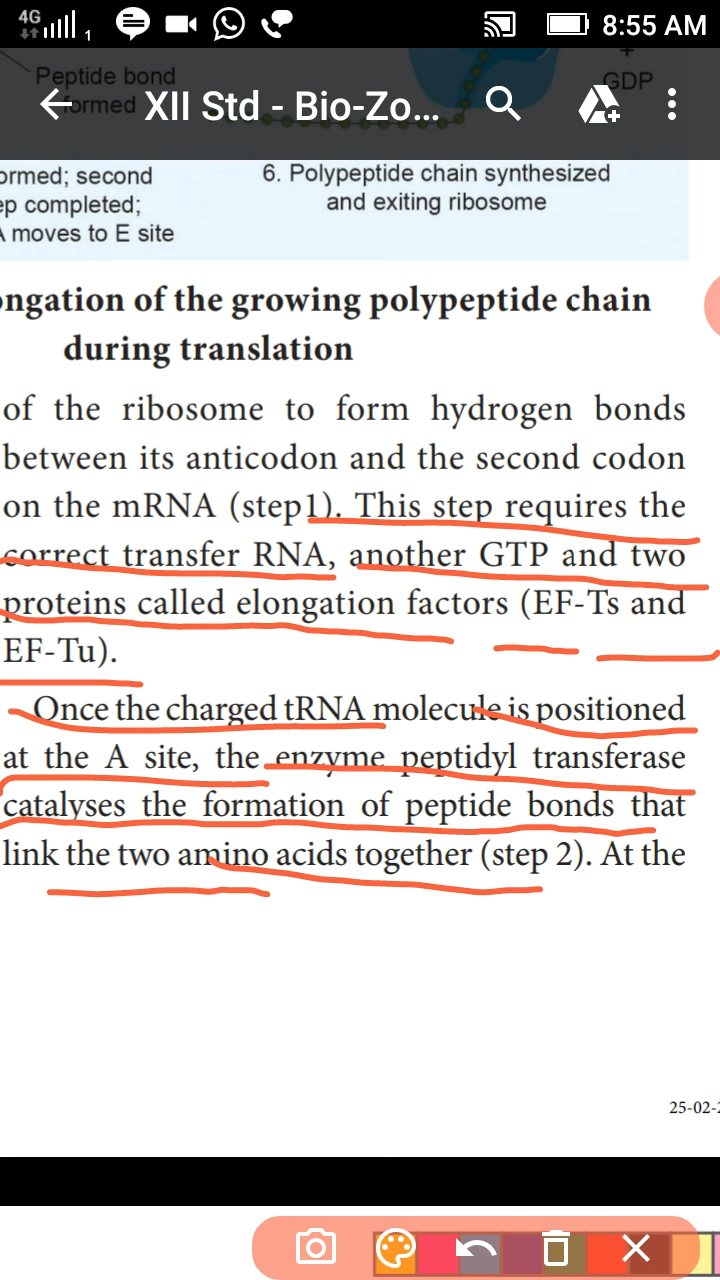 4G
1
8:55 AM
Peptide bond
formed
XII Std - Bio-Zo...
+
GDP
ormed; second
ep completed;
A moves to E site
6. Polypeptide chain synthesized
and exiting ribosome
ongation of the growing polypeptide chain
during translation
of the ribosome to form hydrogen bonds
between its anticodon and the second codon
on the mRNA (step1). This step requires the
correct transfer RNA, another GTP and two
proteins called elongation factors (EF-Ts and
EF-Tu).
Once the charged tRNA molecule is positioned
at the A site, the enzyme peptidyl transferase
catalyses the formation of peptide bonds that
link the two amino acids together (step 2). At the
25-02-2